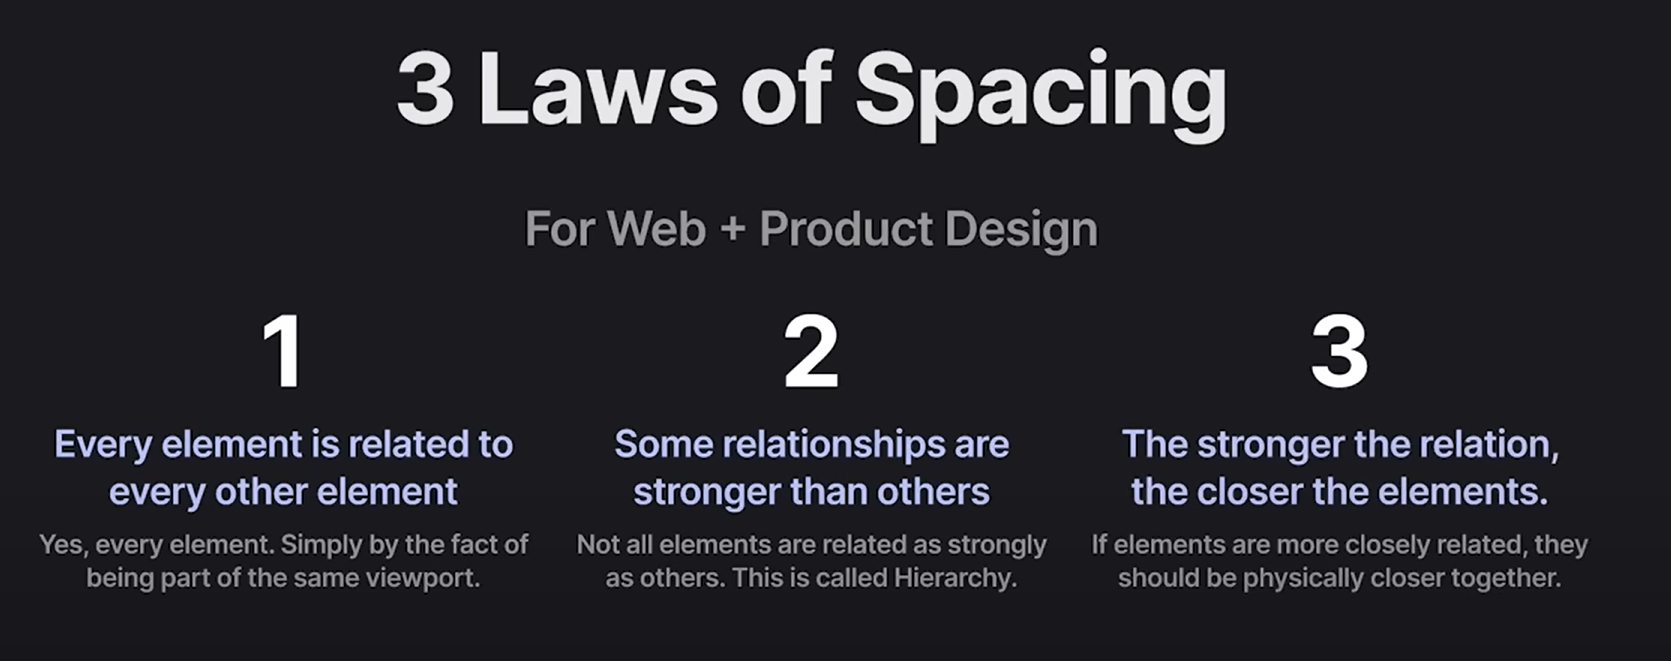 3 Laws of Spacing
For Web + Product Design
1
Every element is related to
every other element
Yes, every element. Simply by the fact of
being part of the same viewport.
2
Some relationships are
stronger than others
Not all elements are related as strongly
as others. This is called Hierarchy.
3
The stronger the relation,
the closer the elements.
If elements are more closely related, they
should be physically closer together.